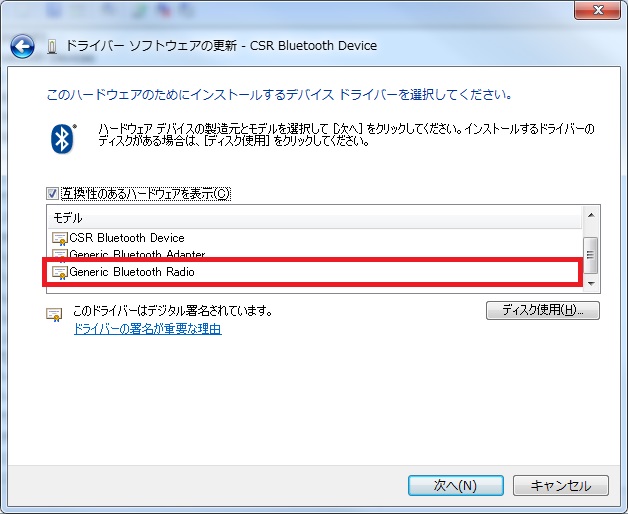 ドライバー ソフトウェアの更新 - CSR Bluetooth Device
このハードウェアのためにインストールするデバイス ドライバーを選択してください。
ハードウェア デバイスの製造元とモデルを選択して [次へ] をクリックしてください。インストールするドライバーの
ディスクがある場合は、[ディスク使用] をクリックしてください。
互換性のあるハードウェアを表示(C)
モデル
CSR Bluetooth Device
Generic Bluetooth Adapter
Generic Bluetooth Radio
このドライバーはデジタル署名されています。
ディスク使用(H)...
ドライバーの署名が重要な理由
次へ(N)
キャンセル